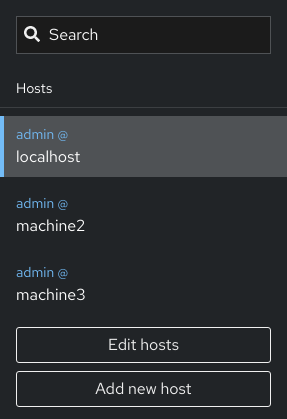 Search
Hosts
admin @
localhost
admin @
machine2
admin @
machine3
Edit hosts
Add new host